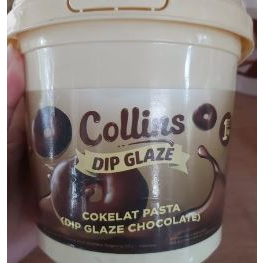 Collins
DIP GLAZE
COKELAT PASTA
(DIP GLAZE CHOCOLATE)